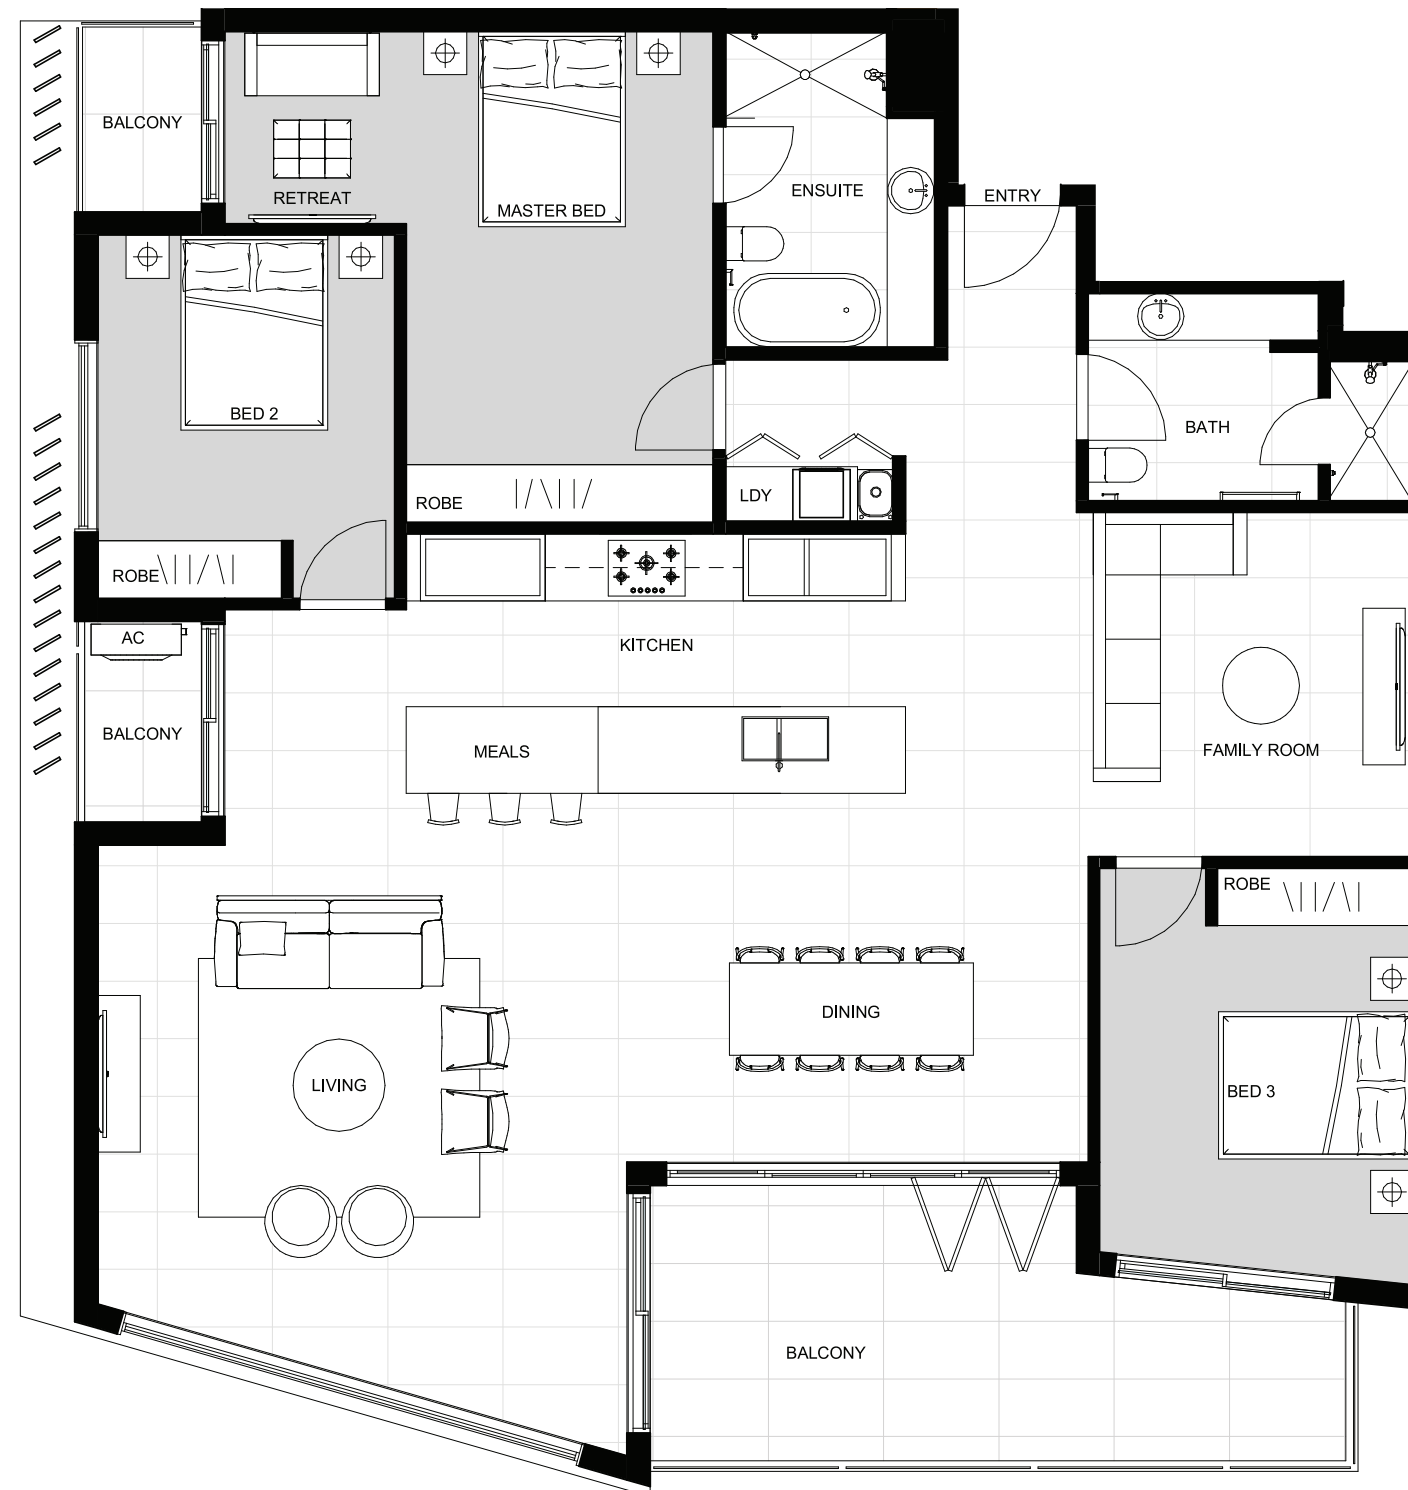 BALCONY
RETREAT
MASTER BED
ENSUITE
ENTRY
BED 2
BATH
ROBE
LDY
ROBE
AC
KITCHEN
BALCONY
MEALS
FAMILY ROOM
ROBE
DINING
LIVING
BED 3
BALCONY